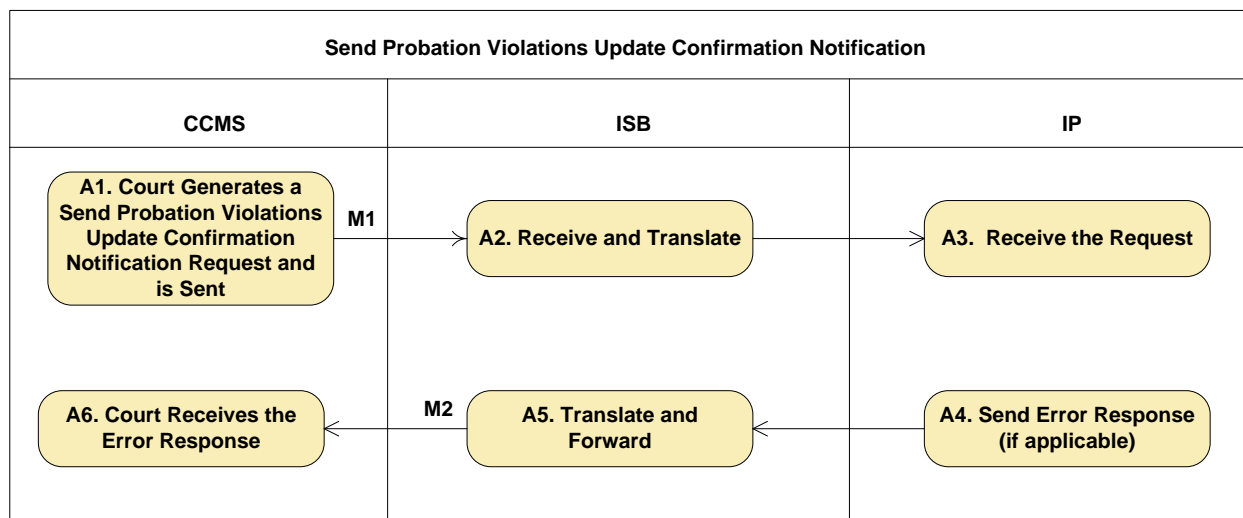 Send Probation Violations Update Confirmation Notification
CCMS
ISB
IP
A1. Court Generates a
Send Probation Violations
Update Confirmation
Notification Request and
is Sent
M1
A2. Receive and Translate
A3.  Receive the Request
A6. Court Receives the
Error Response
M2
A5. Translate and
Forward
A4. Send Error Response
(if applicable)